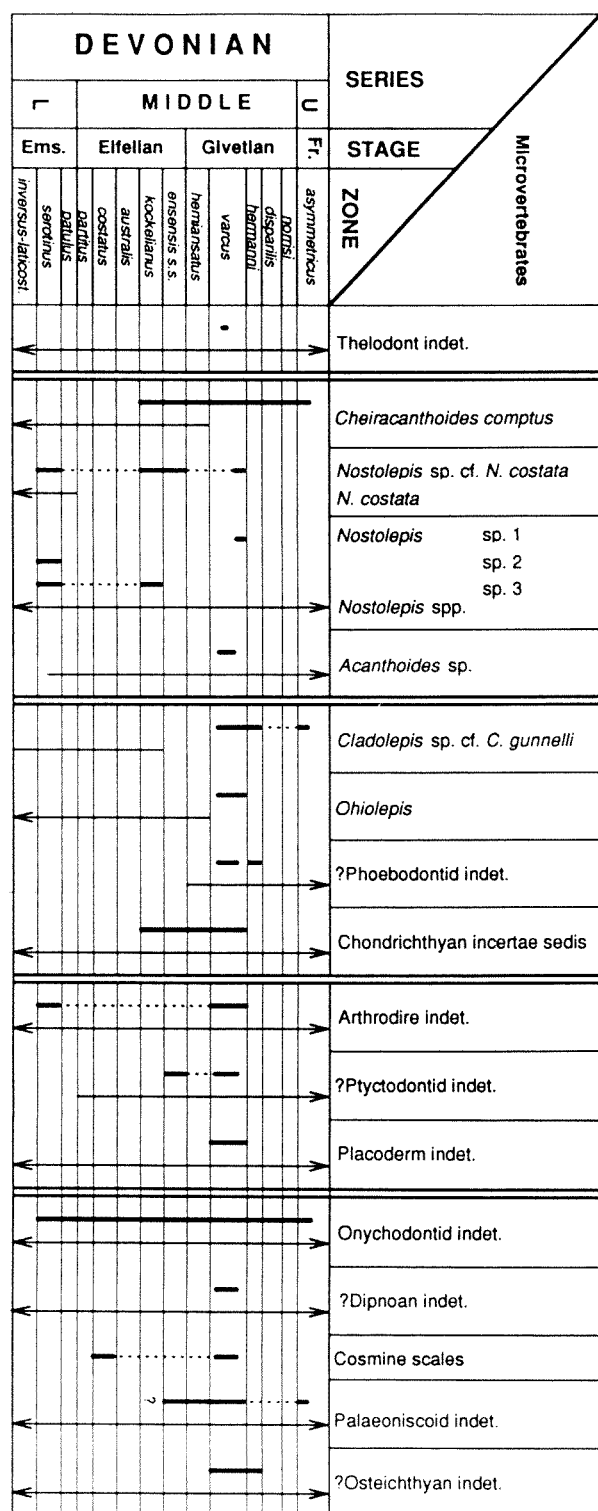 DEVONIAN
SERIES
L
MIDDLE
U
Ems.
Eifelian
Givetian
Fr.
STAGE
Microvertebrates
inversus-laticost.
serotinus
patulus
partitus
costatus
australis
kockelianus
ensensis s.s.
hemiansatus
varcus
hermanni
disparilis
norrisi
asymmetricus
ZONE
Thelodont indet.
Cheiracanthoides comptus
Nostolepis sp. cf. N. costata
N. costata
Nostolepis sp. 1
sp. 2
sp. 3
Nostolepis spp.
Acanthoides sp.
Cladolepis sp. cf. C. gunnelli
Ohiolepis
?Phoebodontid indet.
Chondrichthyan incertae sedis
Arthrodire indet.
?Ptyctodontid indet.
Placoderm indet.
Onychodontid indet.
?Dipnoan indet.
Cosmine scales
?
Palaeoniscoid indet.
?Osteichthyan indet.